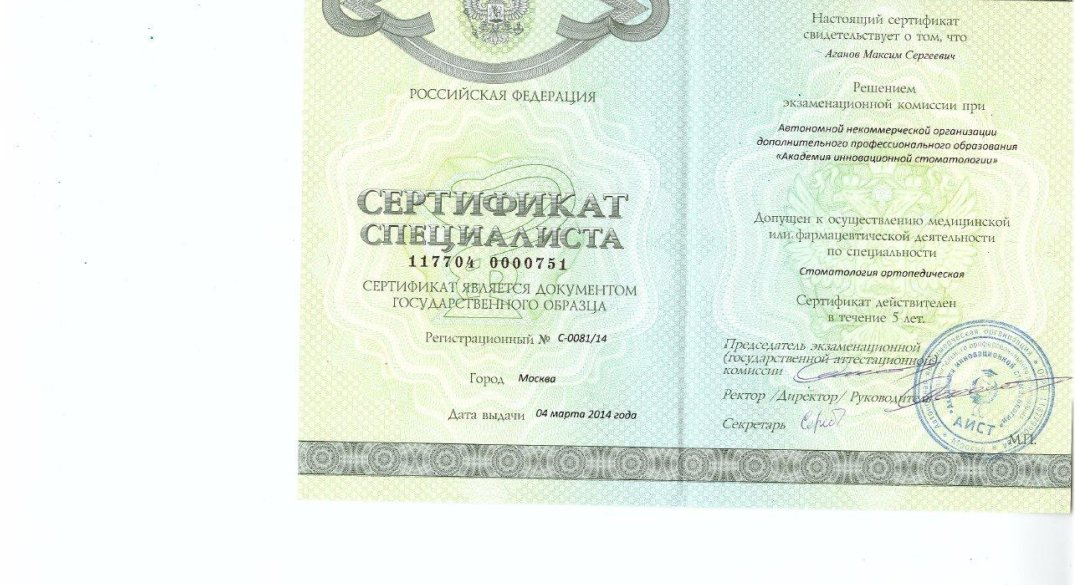 РОССИЙСКАЯ ФЕДЕРАЦИЯ
СЕРТИФИКАТ
СПЕЦИАЛИСТА
117704 0000751
СЕРТИФИКАТ ЯВЛЯЕТСЯ ДОКУМЕНТОМ
ГОСУДАРСТВЕННОГО ОБРАЗЦА
Регистрационный № С-0081/14
Город Москва
Дата выдачи 04 марта 2014 года
Настоящий сертификат
свидетельствует о том, что
Аганов Максим Сергеевич
Решением
экзаменационной комиссии при
Автономной некоммерческой организации
дополнительного профессионального образования
«Академия инновационной стоматологии»
Допущен к осуществлению медицинской
или фармацевтической деятельности
по специальности
Стоматология ортопедическая
Сертификат действителен
в течение 5 лет.
Председатель экзаменационной
(государственной аттестационной)
комиссии
Ректор /Директор/ Руководитель
Секретарь
АИСТ
М.П.